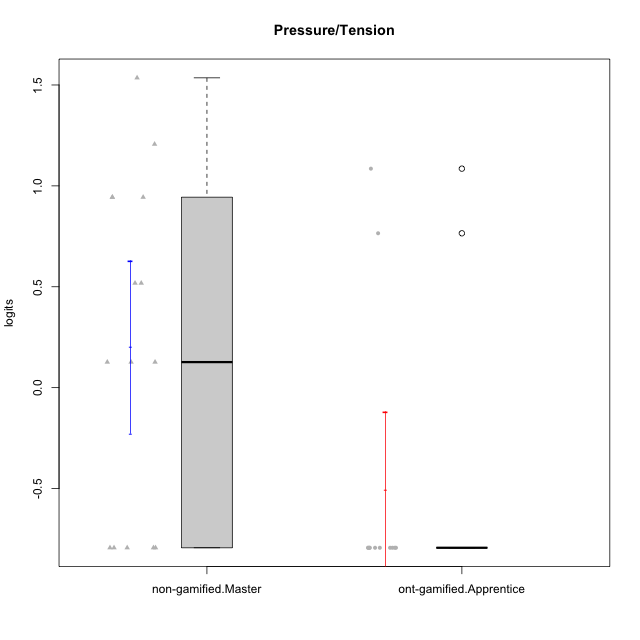 Pressure/Tension
logits
1.5
1.0
0.5
0.0
-0.5
non-gamified.Master
ont-gamified.Apprentice